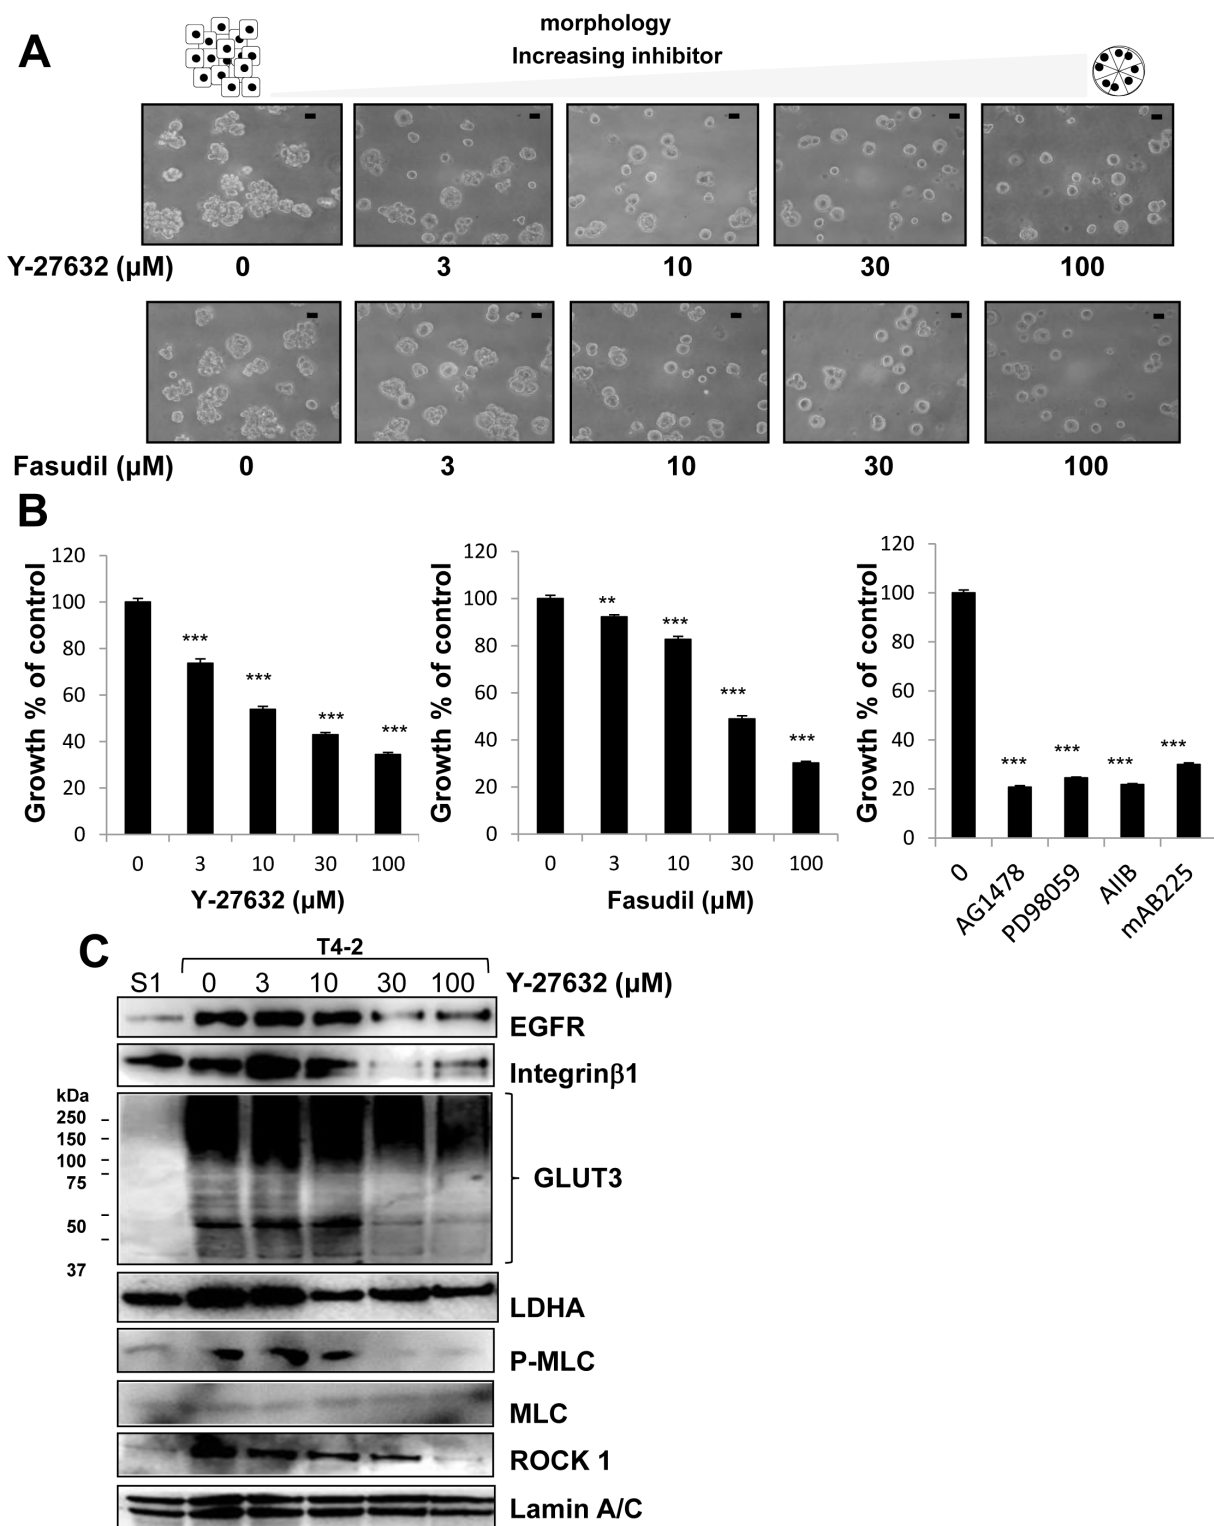 A
morphology
Increasing inhibitor
Y-27632 (µM) 0 3 10 30 100
Fasudil (µM) 0 3 10 30 100
B
Growth % of control
120
100
80
60
40
20
0
*** *** *** ***
0 3 10 30 100
Y-27632 (µM)
Growth % of control
120
100
80
60
40
20
0
** *** *** ***
0 3 10 30 100
Fasudil (µM)
Growth % of control
120
100
80
60
40
20
0
*** *** *** ***
0 AG1478 PD98059 AIIB mAB225
C
T4-2
S1 0 3 10 30 100 Y-27632 (µM)
EGFR
Integrinβ1
kDa
250
150
100
75
50
37
GLUT3
LDHA
P-MLC
MLC
ROCK 1
Lamin A/C